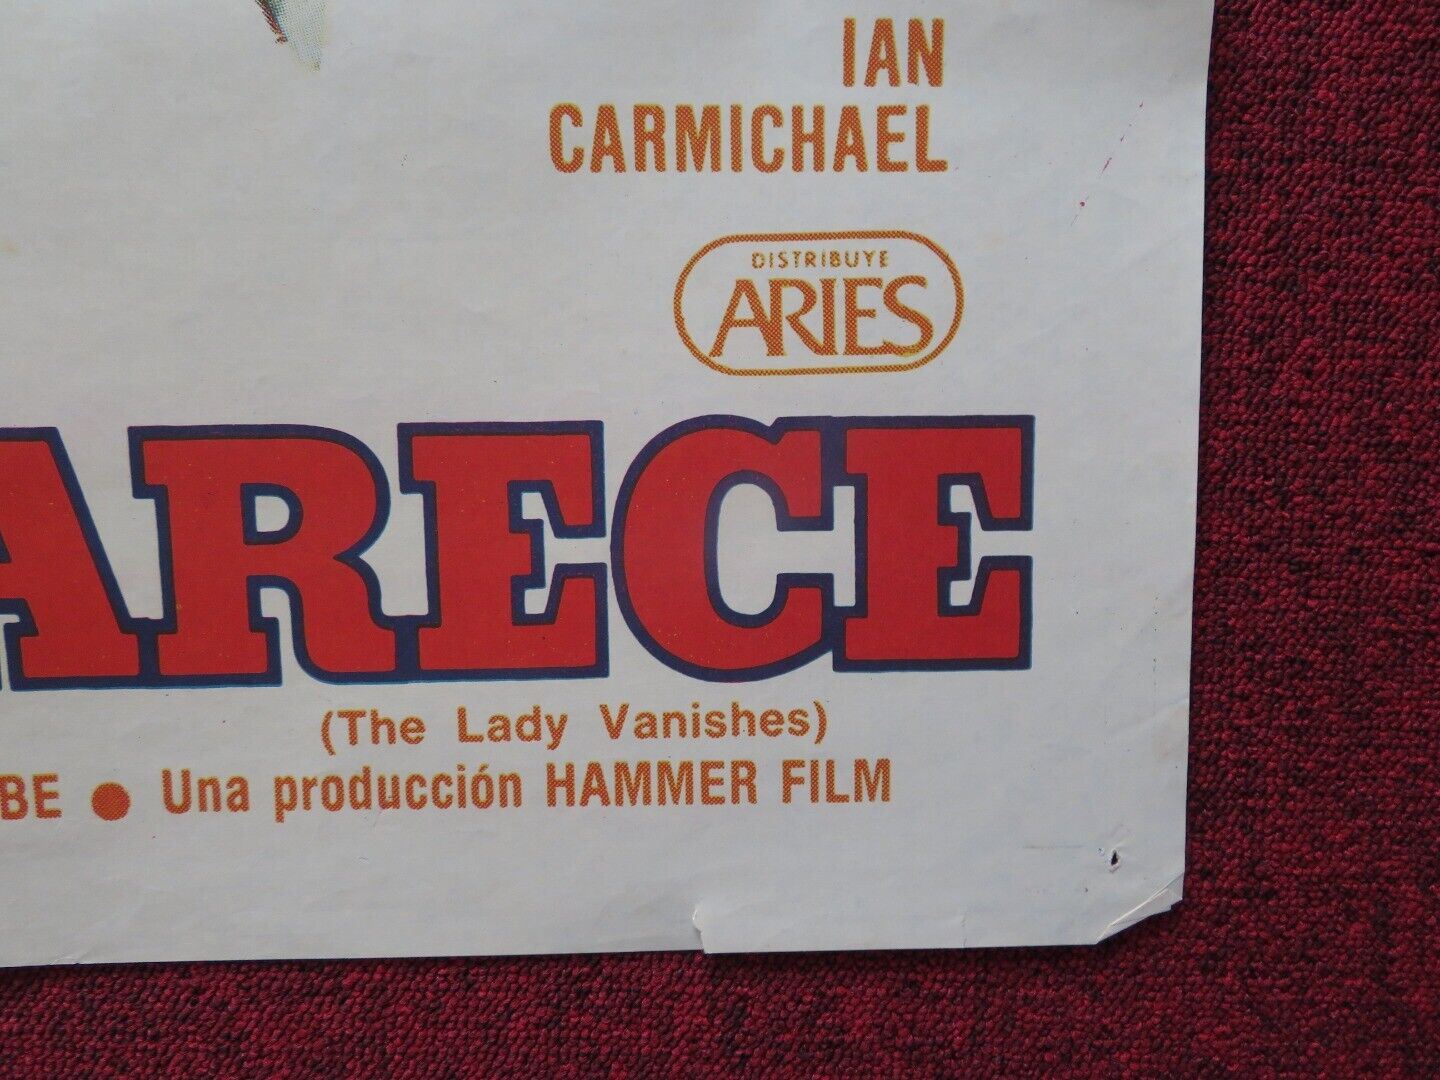 IAN
CARMICHAEL
DISTRIBUYE
ARIES
ARECE
(The Lady Vanishes)
BE ● Una producción HAMMER FILM